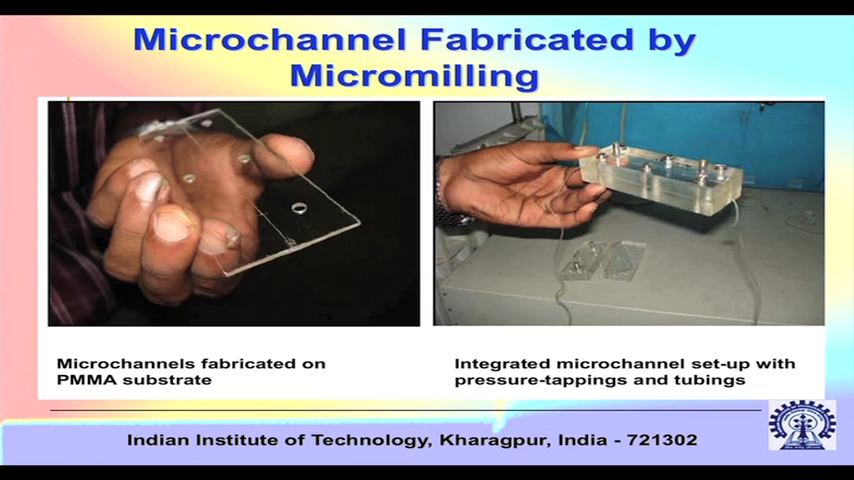 Microchannel Fabricated by
Micromilling
Microchannels fabricated on
PMMA substrate
Integrated microchannel set-up with
pressure-tappings and tubings
Indian Institute of Technology, Kharagpur, India - 721302